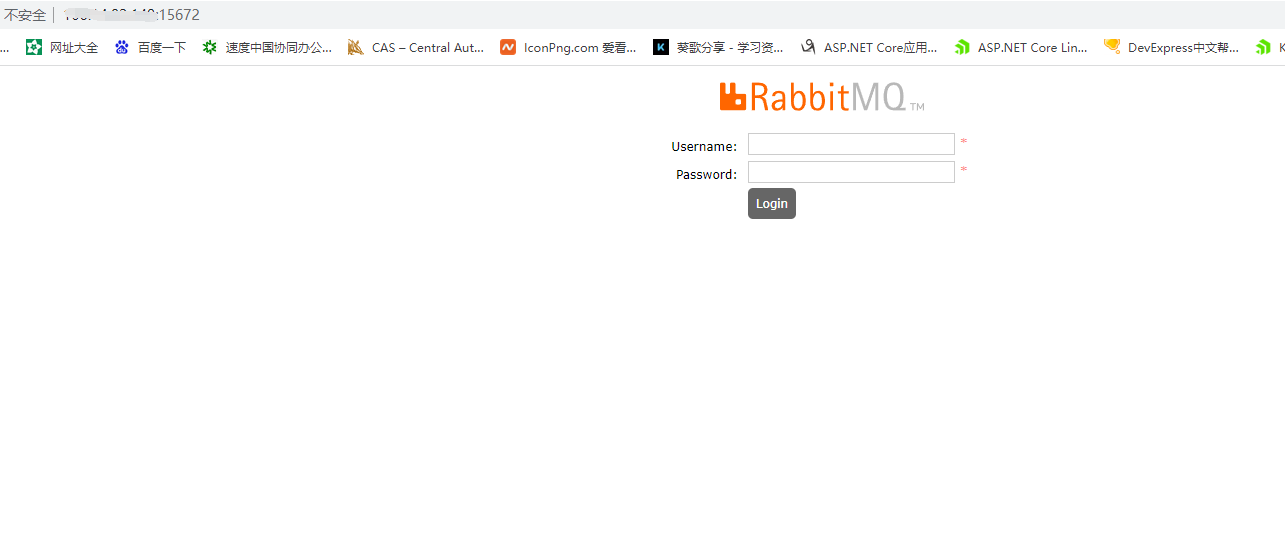 不安全 :15672
... 网址大全 百度一下 速度中国协同办公... CAS – Central Aut... IconPng.com 爱看... 葵歌分享 - 学习资... ASP.NET Core应用... ASP.NET Core Lin... DevExpress中文帮... K
RabbitMQ TM
Username: *
Password: *
Login